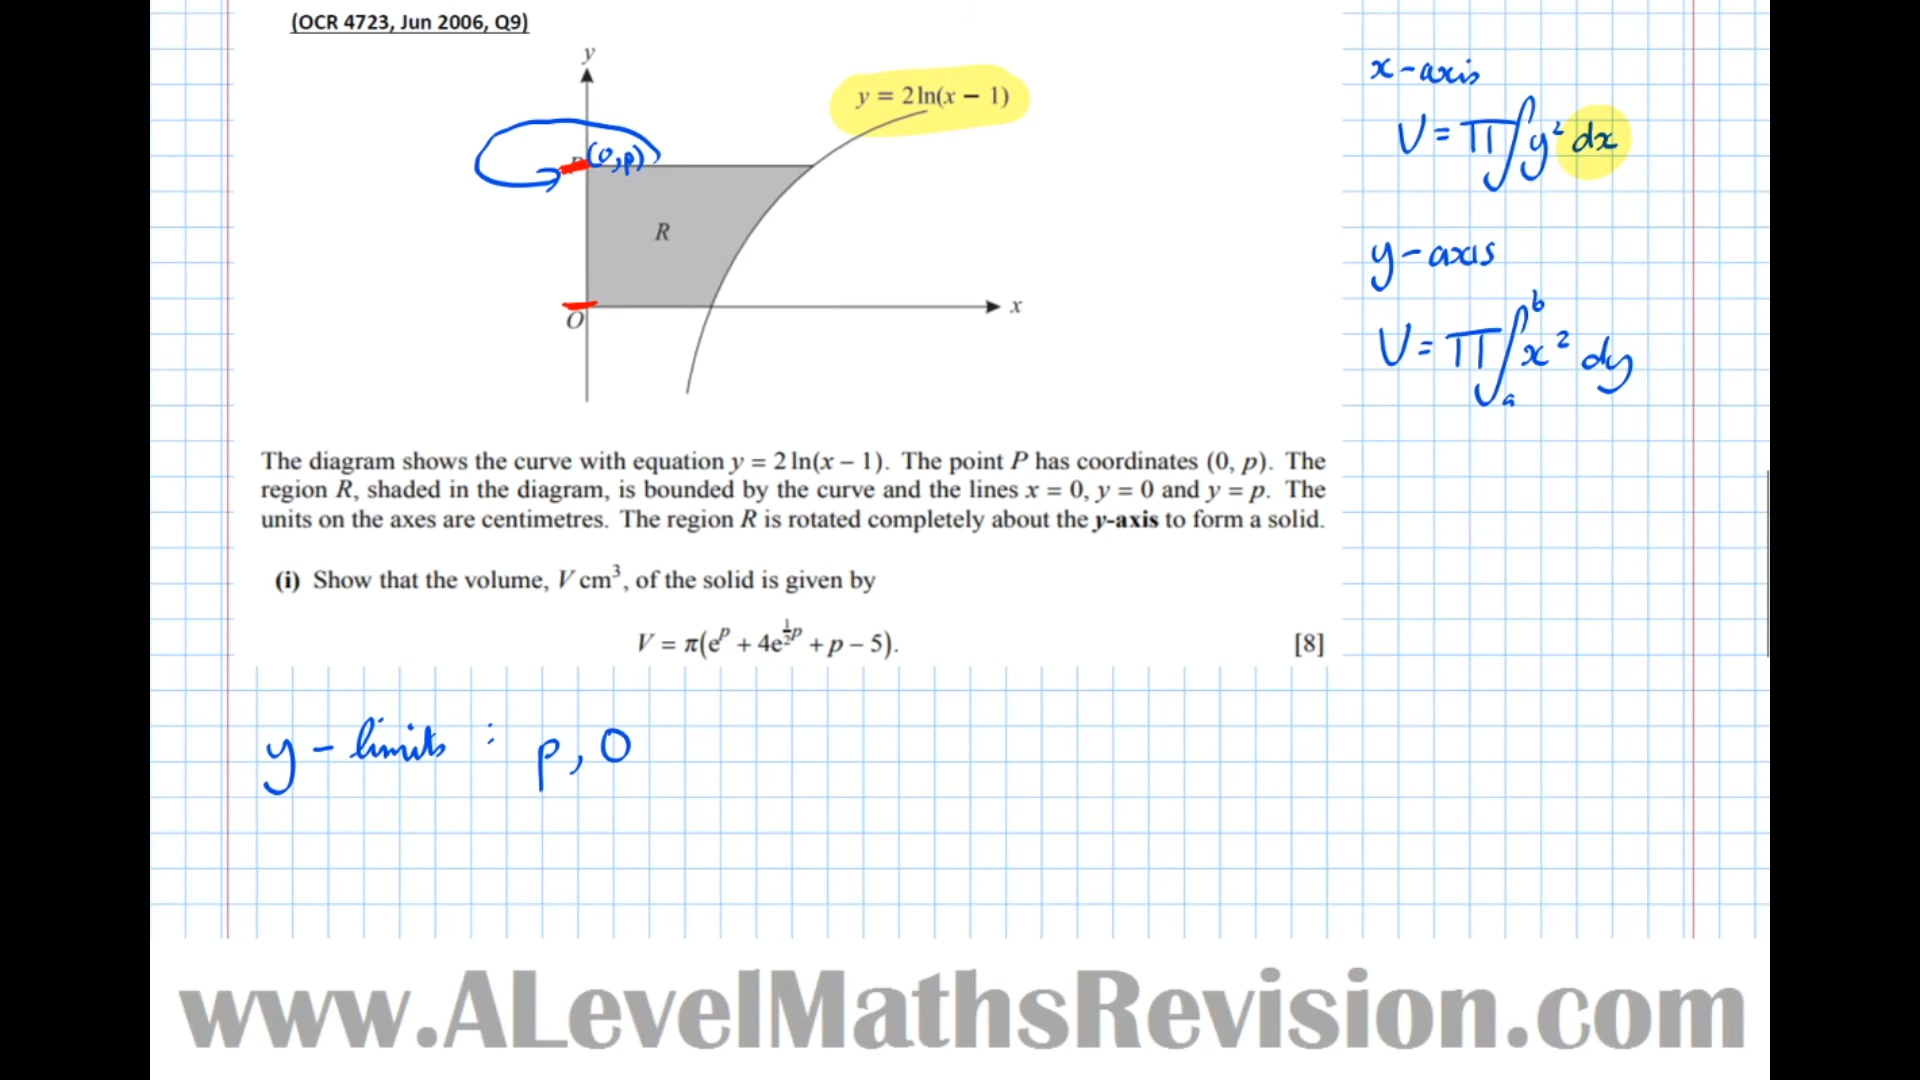 (OCR 4723, Jun 2006, Q9)
y
y = 2 ln(x − 1)
(0,p)
R
O
x
x-axis
V = π∫y² dx
y-axis
V = π∫ₐᵇ x² dy
The diagram shows the curve with equation y = 2 ln(x − 1). The point P has coordinates (0, p). The
region R, shaded in the diagram, is bounded by the curve and the lines x = 0, y = 0 and y = p. The
units on the axes are centimetres. The region R is rotated completely about the y-axis to form a solid.
(i) Show that the volume, V cm³, of the solid is given by
V = π(e^p + 4e^(½p) + p − 5). [8]
y - limits : p, 0
www.ALevelMathsRevision.com